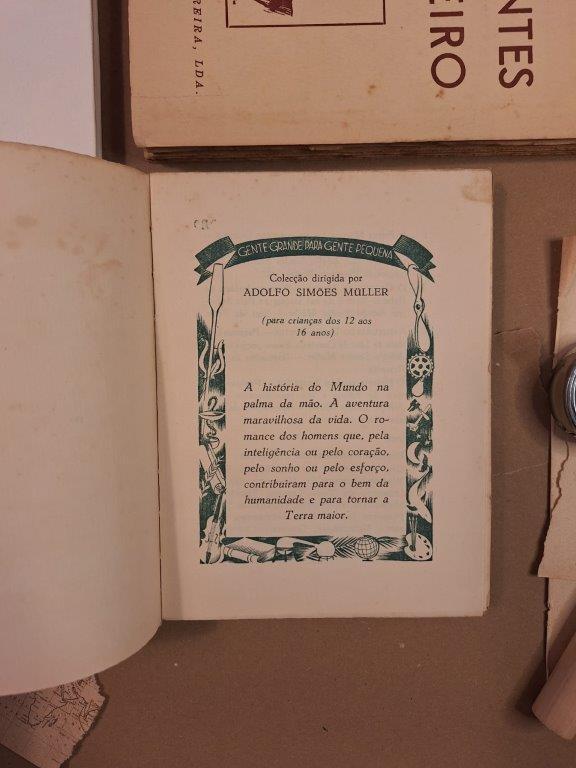 REIRA, LDA.
NTES
EIRO
GENTE GRANDE PARA GENTE PEQUENA
Colecção dirigida por
ADOLFO SIMÕES MÜLLER
(para crianças dos 12 aos
16 anos)
A história do Mundo na
palma da mão. A aventura
maravilhosa da vida. O ro-
mance dos homens que, pela
inteligência ou pelo coração,
pelo sonho ou pelo esforço,
contribuiram para o bem da
humanidade e para tornar a
Terra maior.